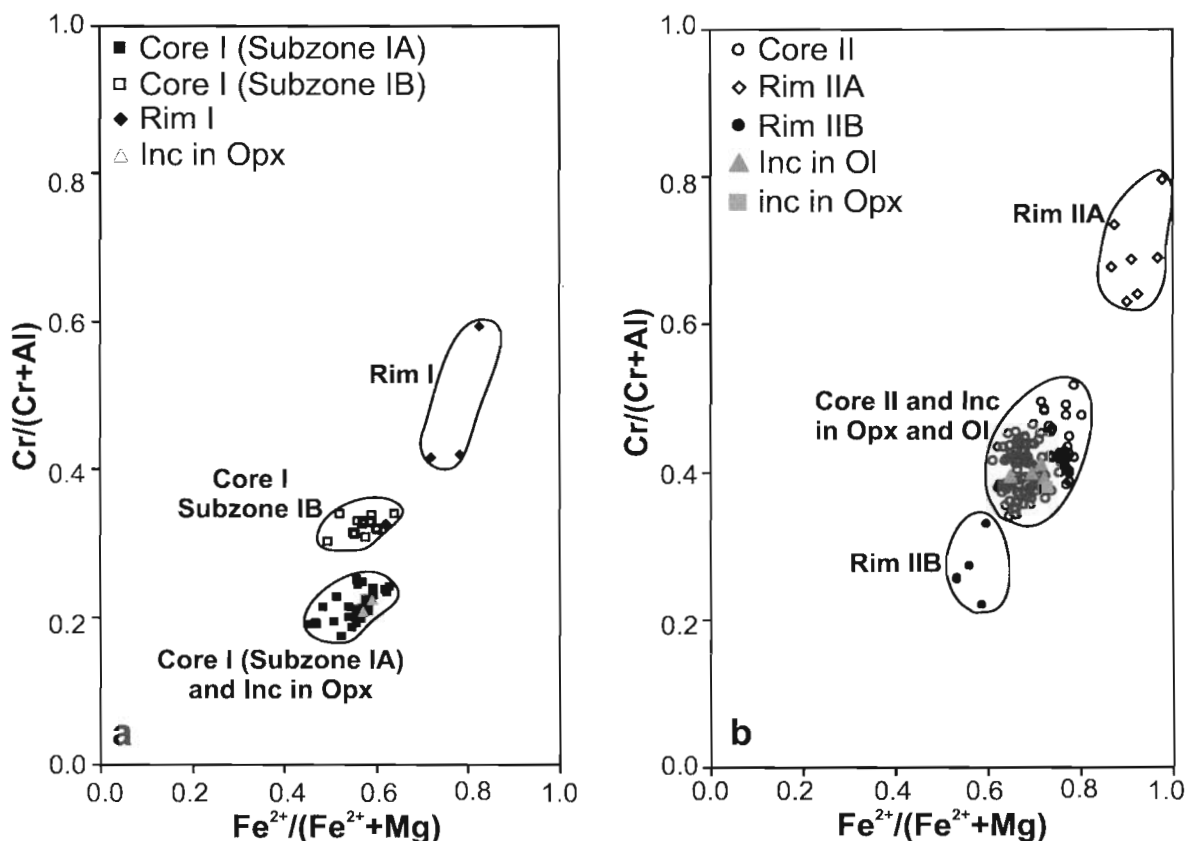 1.0
0.8
0.6
0.4
0.2
0.0
Cr/(Cr+Al)
Core I (Subzone IA)
Core I (Subzone IB)
Rim I
Inc in Opx
Rim I
Core I
Subzone IB
Core I (Subzone IA)
and Inc in Opx
a
0.0 0.2 0.4 0.6 0.8 1.0
Fe²⁺/(Fe²⁺+Mg)
1.0
0.8
0.6
0.4
0.2
0.0
Cr/(Cr+Al)
Core II
Rim IIA
Rim IIB
Inc in Ol
inc in Opx
Rim IIA
Core II and Inc
in Opx and Ol
Rim IIB
b
0.0 0.2 0.4 0.6 0.8 1.0
Fe²⁺/(Fe²⁺+Mg)